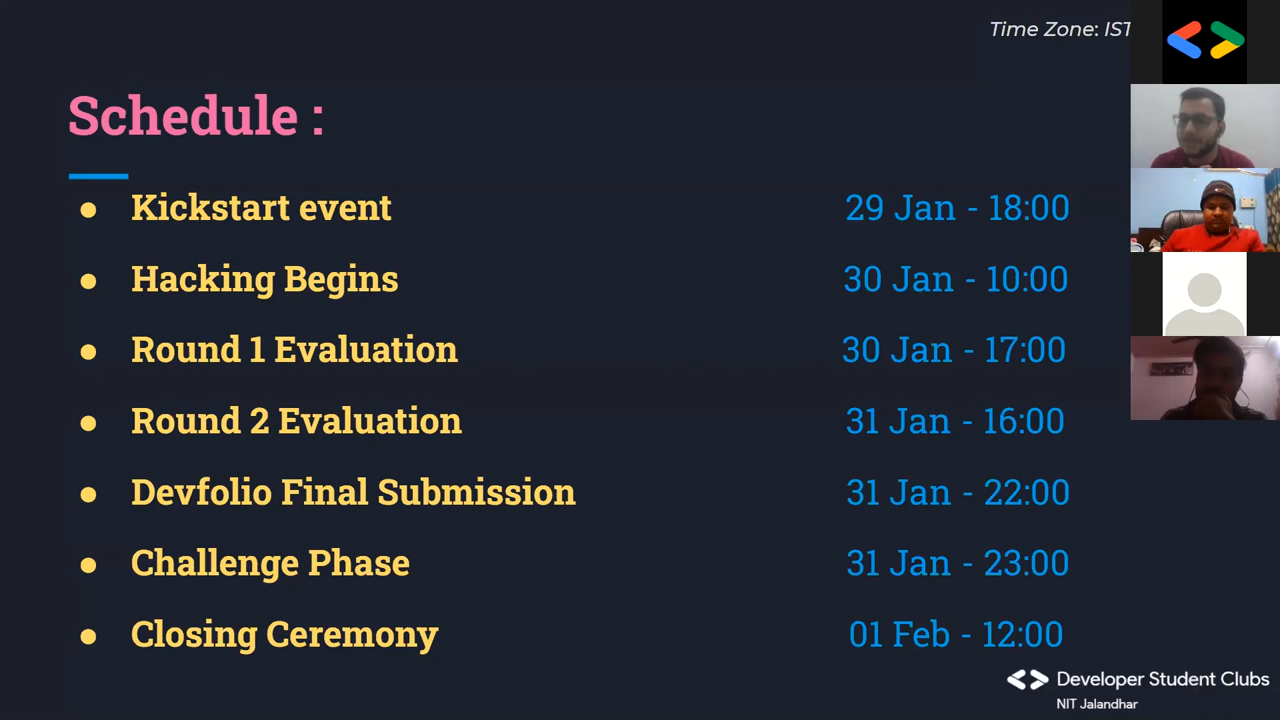 Time Zone: IST
Schedule :
Kickstart event 29 Jan - 18:00
Hacking Begins 30 Jan - 10:00
Round 1 Evaluation 30 Jan - 17:00
Round 2 Evaluation 31 Jan - 16:00
Devfolio Final Submission 31 Jan - 22:00
Challenge Phase 31 Jan - 23:00
Closing Ceremony 01 Feb - 12:00
Developer Student Clubs
NIT Jalandhar